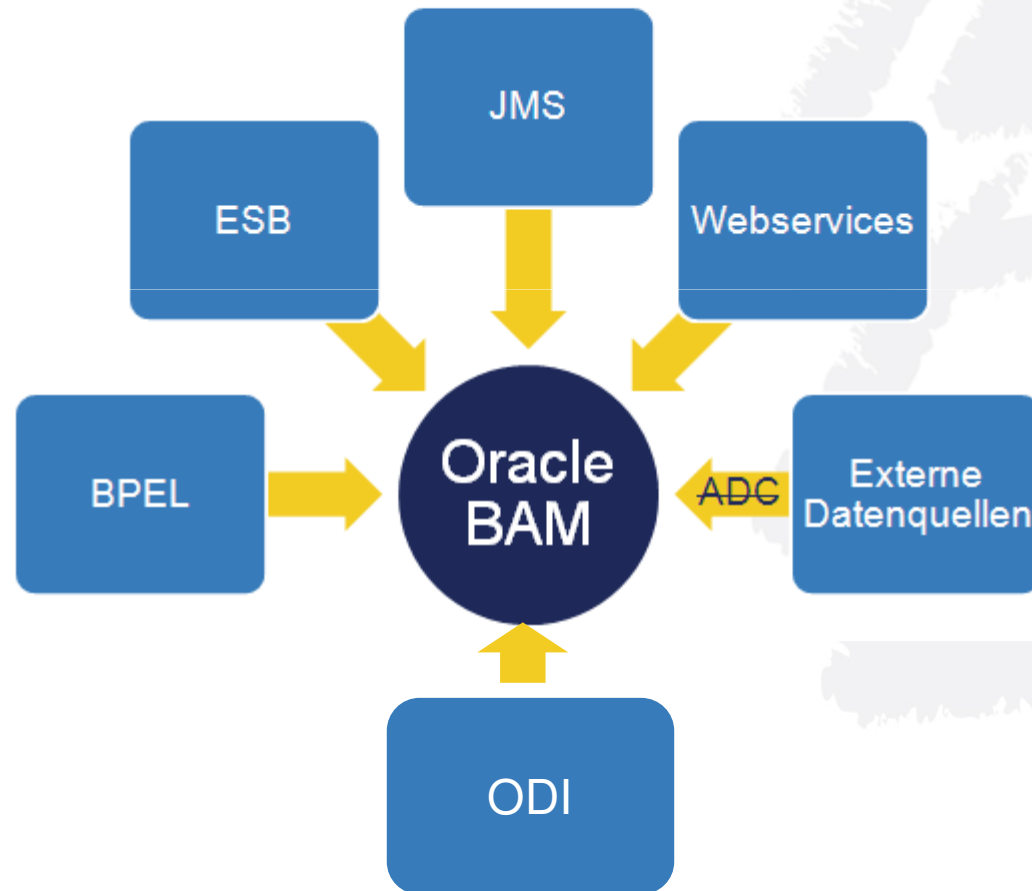 JMS
ESB
Webservices
Oracle
BAM
BPEL
ADC
Externe
Datenquellen
ODI